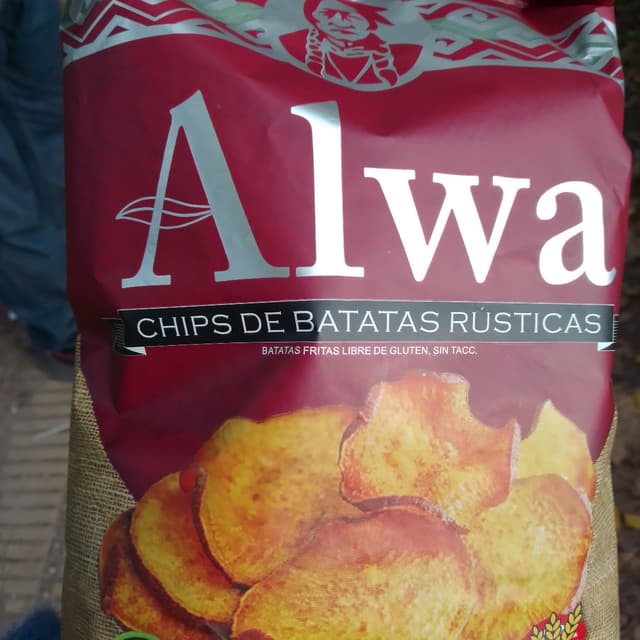 Alwa
CHIPS DE BATATAS RÚSTICAS
BATATAS FRITAS LIBRE DE GLUTEN, SIN TACC.